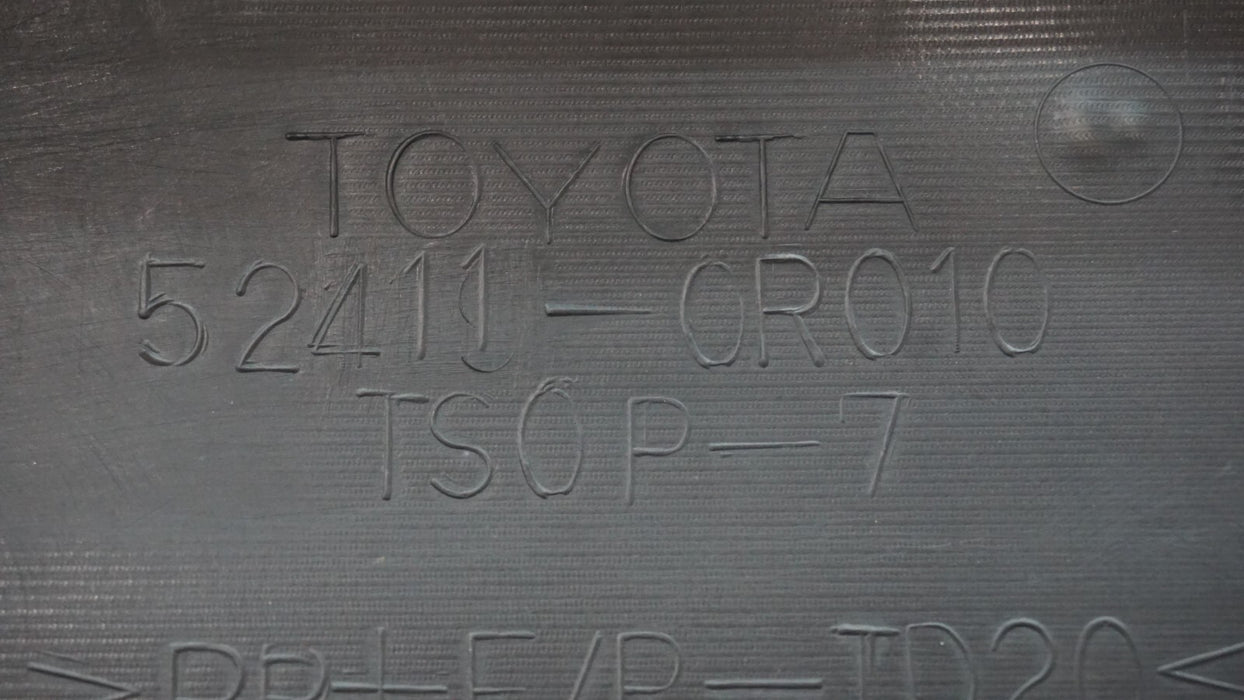 TOYOTA
52411-0R010
TSOP-7
>PP+E/P-TD20<